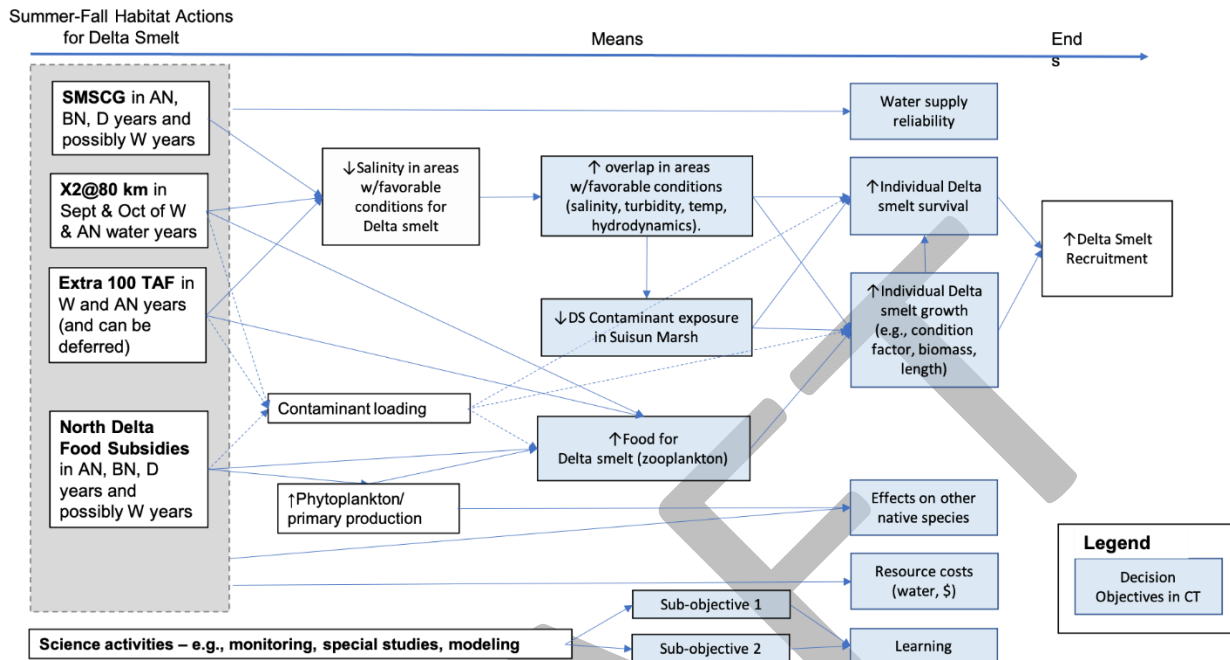 Summer-Fall Habitat Actions
for Delta Smelt
Means
End
s
SMSCG in AN,
BN, D years and
possibly W years
X2@80 km in
Sept & Oct of W
& AN water years
Extra 100 TAF in
W and AN years
(and can be
deferred)
North Delta
Food Subsidies
in AN, BN, D
years and
possibly W years
↓Salinity in areas
w/favorable
conditions for
Delta smelt
↑ overlap in areas
w/favorable conditions
(salinity, turbidity, temp,
hydrodynamics).
↓DS Contaminant exposure
in Suisun Marsh
Contaminant loading
↑Food for
Delta smelt (zooplankton)
↑Phytoplankton/
primary production
Water supply
reliability
↑Individual Delta
smelt survival
↑Individual Delta
smelt growth
(e.g., condition
factor, biomass,
length)
↑Delta Smelt
Recruitment
Effects on other
native species
Resource costs
(water, $)
Science activities – e.g., monitoring, special studies, modeling
Sub-objective 1
Sub-objective 2
Learning
Legend
Decision
Objectives in CT